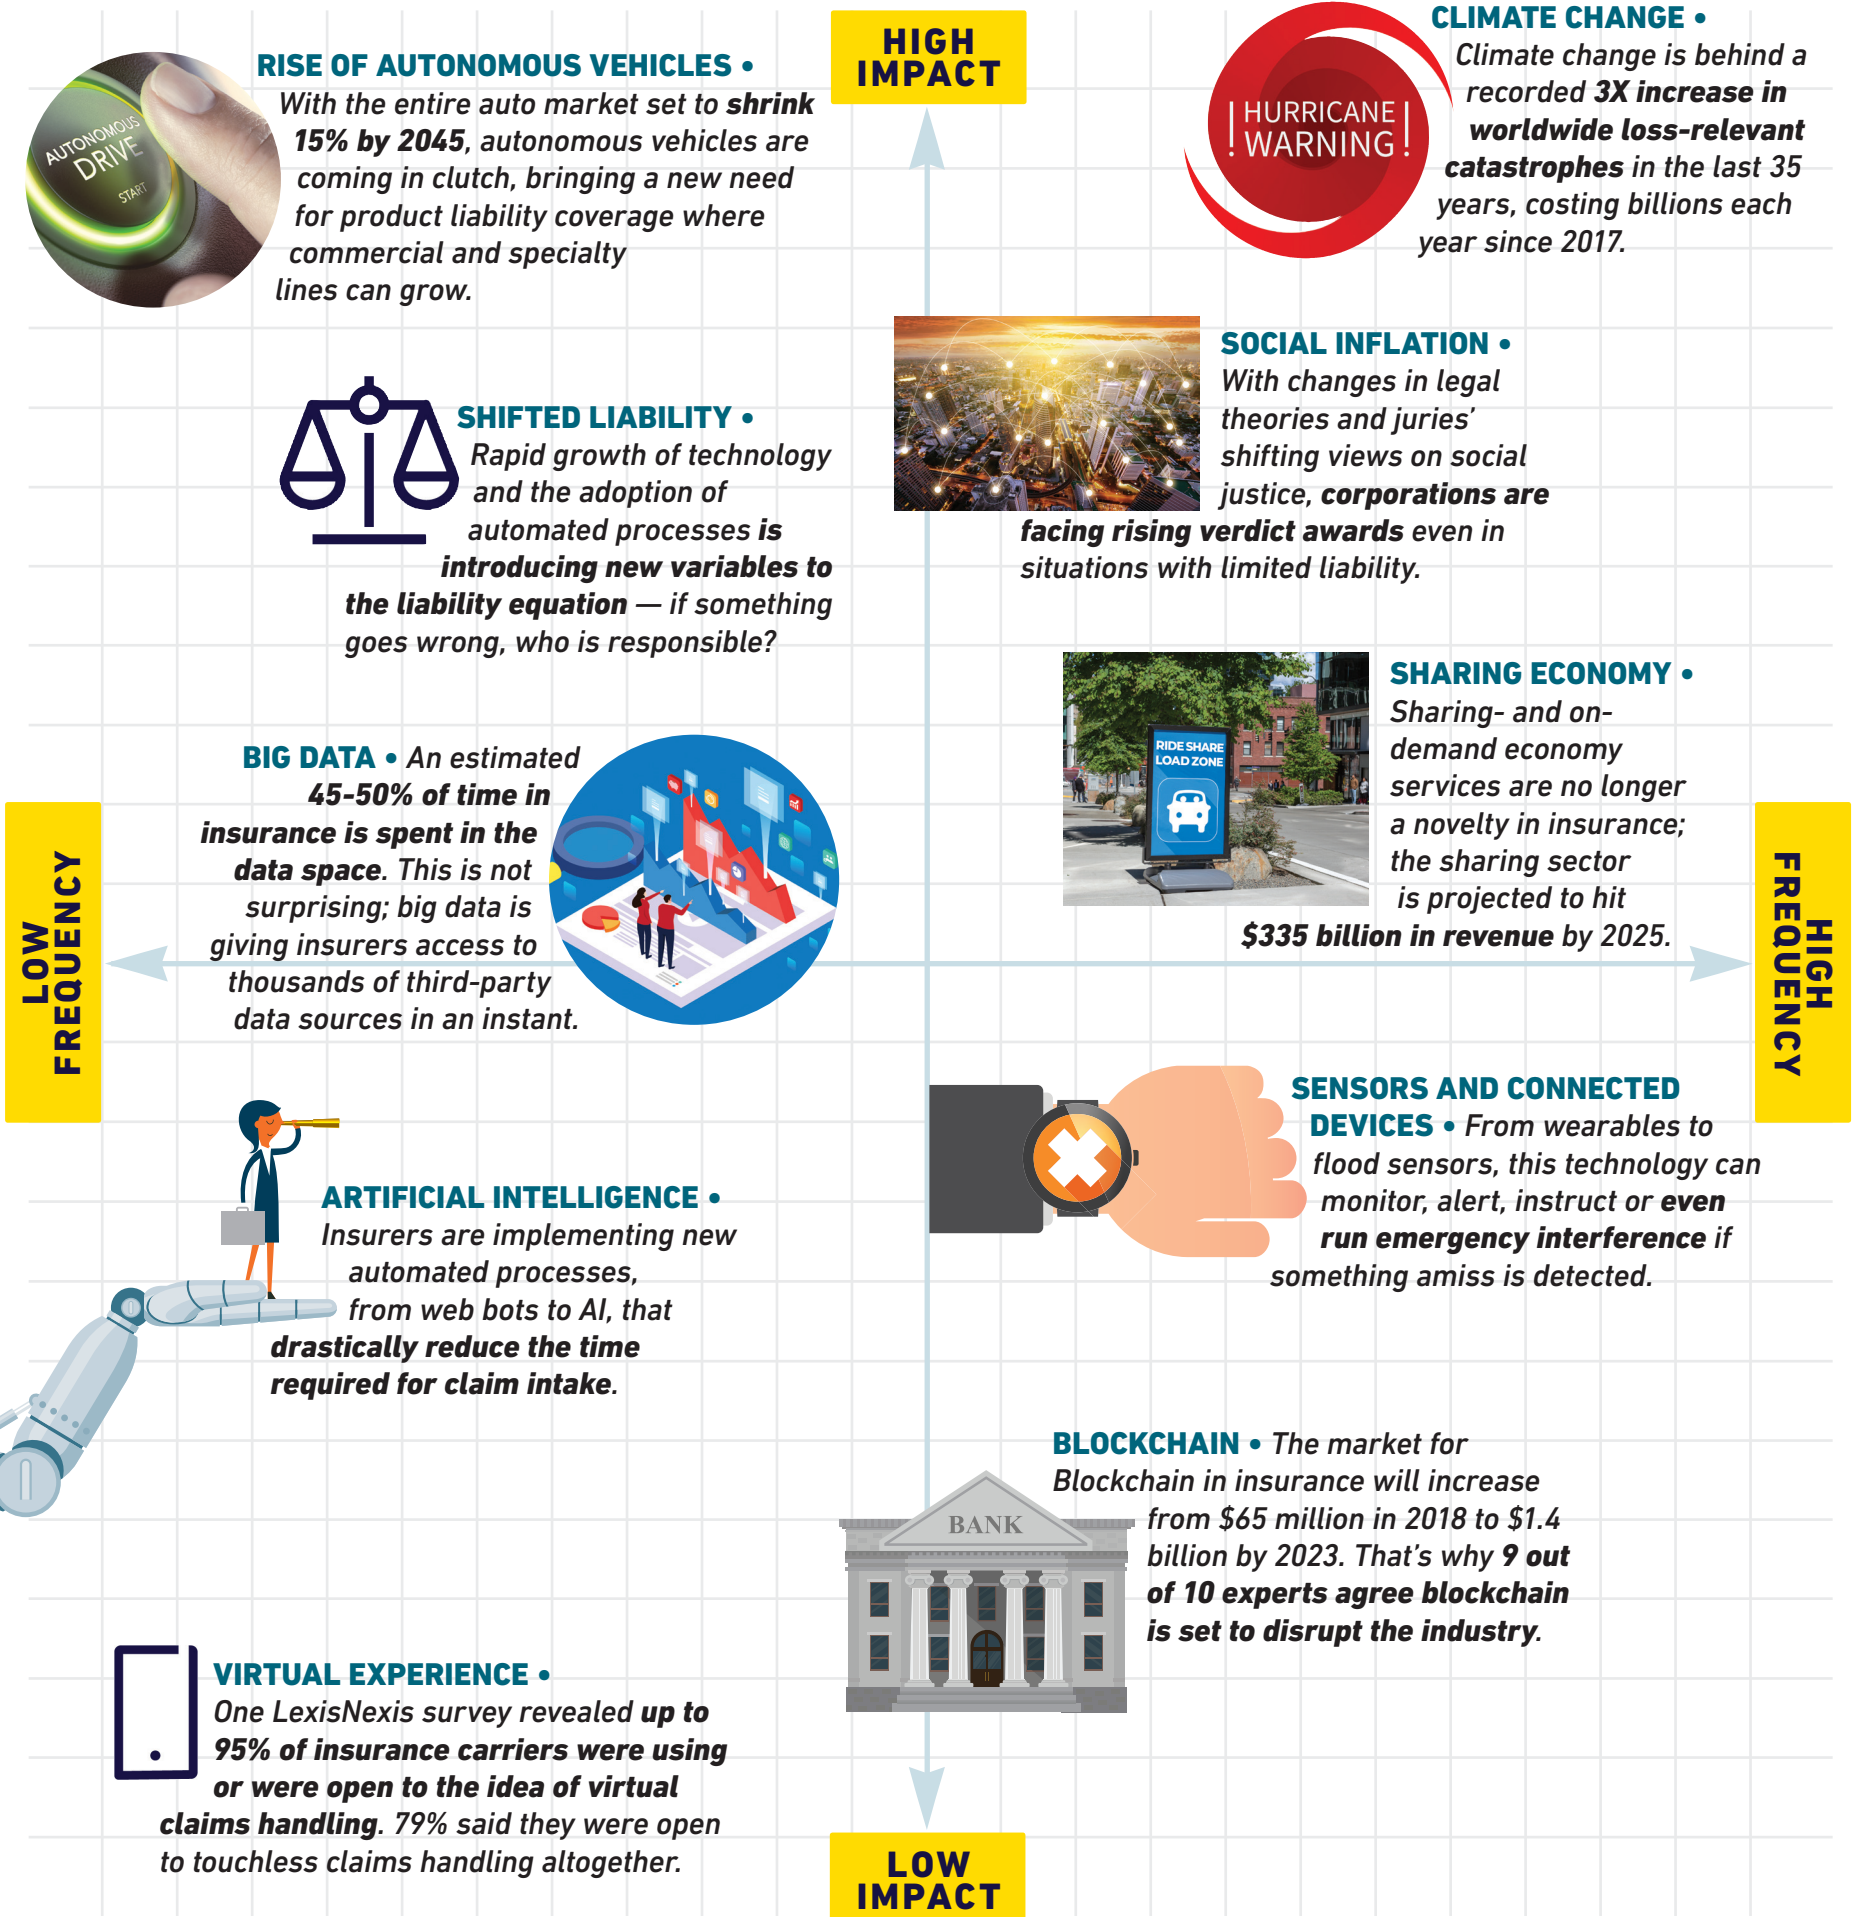 HIGH
IMPACT
AUTONOMOUS
DRIVE
START
RISE OF AUTONOMOUS VEHICLES •
With the entire auto market set to shrink
15% by 2045, autonomous vehicles are
coming in clutch, bringing a new need
for product liability coverage where
commercial and specialty
lines can grow.
! HURRICANE !
! WARNING !
CLIMATE CHANGE •
Climate change is behind a
recorded 3X increase in
worldwide loss-relevant
catastrophes in the last 35
years, costing billions each
year since 2017.
SHIFTED LIABILITY •
Rapid growth of technology
and the adoption of
automated processes is
introducing new variables to
the liability equation — if something
goes wrong, who is responsible?
SOCIAL INFLATION •
With changes in legal
theories and juries’
shifting views on social
justice, corporations are
facing rising verdict awards even in
situations with limited liability.
RIDE SHARE
LOAD ZONE
SHARING ECONOMY •
Sharing- and on-
demand economy
services are no longer
a novelty in insurance;
the sharing sector
is projected to hit
$335 billion in revenue by 2025.
BIG DATA • An estimated
45-50% of time in
insurance is spent in the
data space. This is not
surprising; big data is
giving insurers access to
thousands of third-party
data sources in an instant.
LOW
FREQUENCY
HIGH
FREQUENCY
SENSORS AND CONNECTED
DEVICES • From wearables to
flood sensors, this technology can
monitor, alert, instruct or even
run emergency interference if
something amiss is detected.
ARTIFICIAL INTELLIGENCE •
Insurers are implementing new
automated processes,
from web bots to AI, that
drastically reduce the time
required for claim intake.
BANK
BLOCKCHAIN • The market for
Blockchain in insurance will increase
from $65 million in 2018 to $1.4
billion by 2023. That’s why 9 out
of 10 experts agree blockchain
is set to disrupt the industry.
VIRTUAL EXPERIENCE •
One LexisNexis survey revealed up to
95% of insurance carriers were using
or were open to the idea of virtual
claims handling. 79% said they were open
to touchless claims handling altogether.
LOW
IMPACT